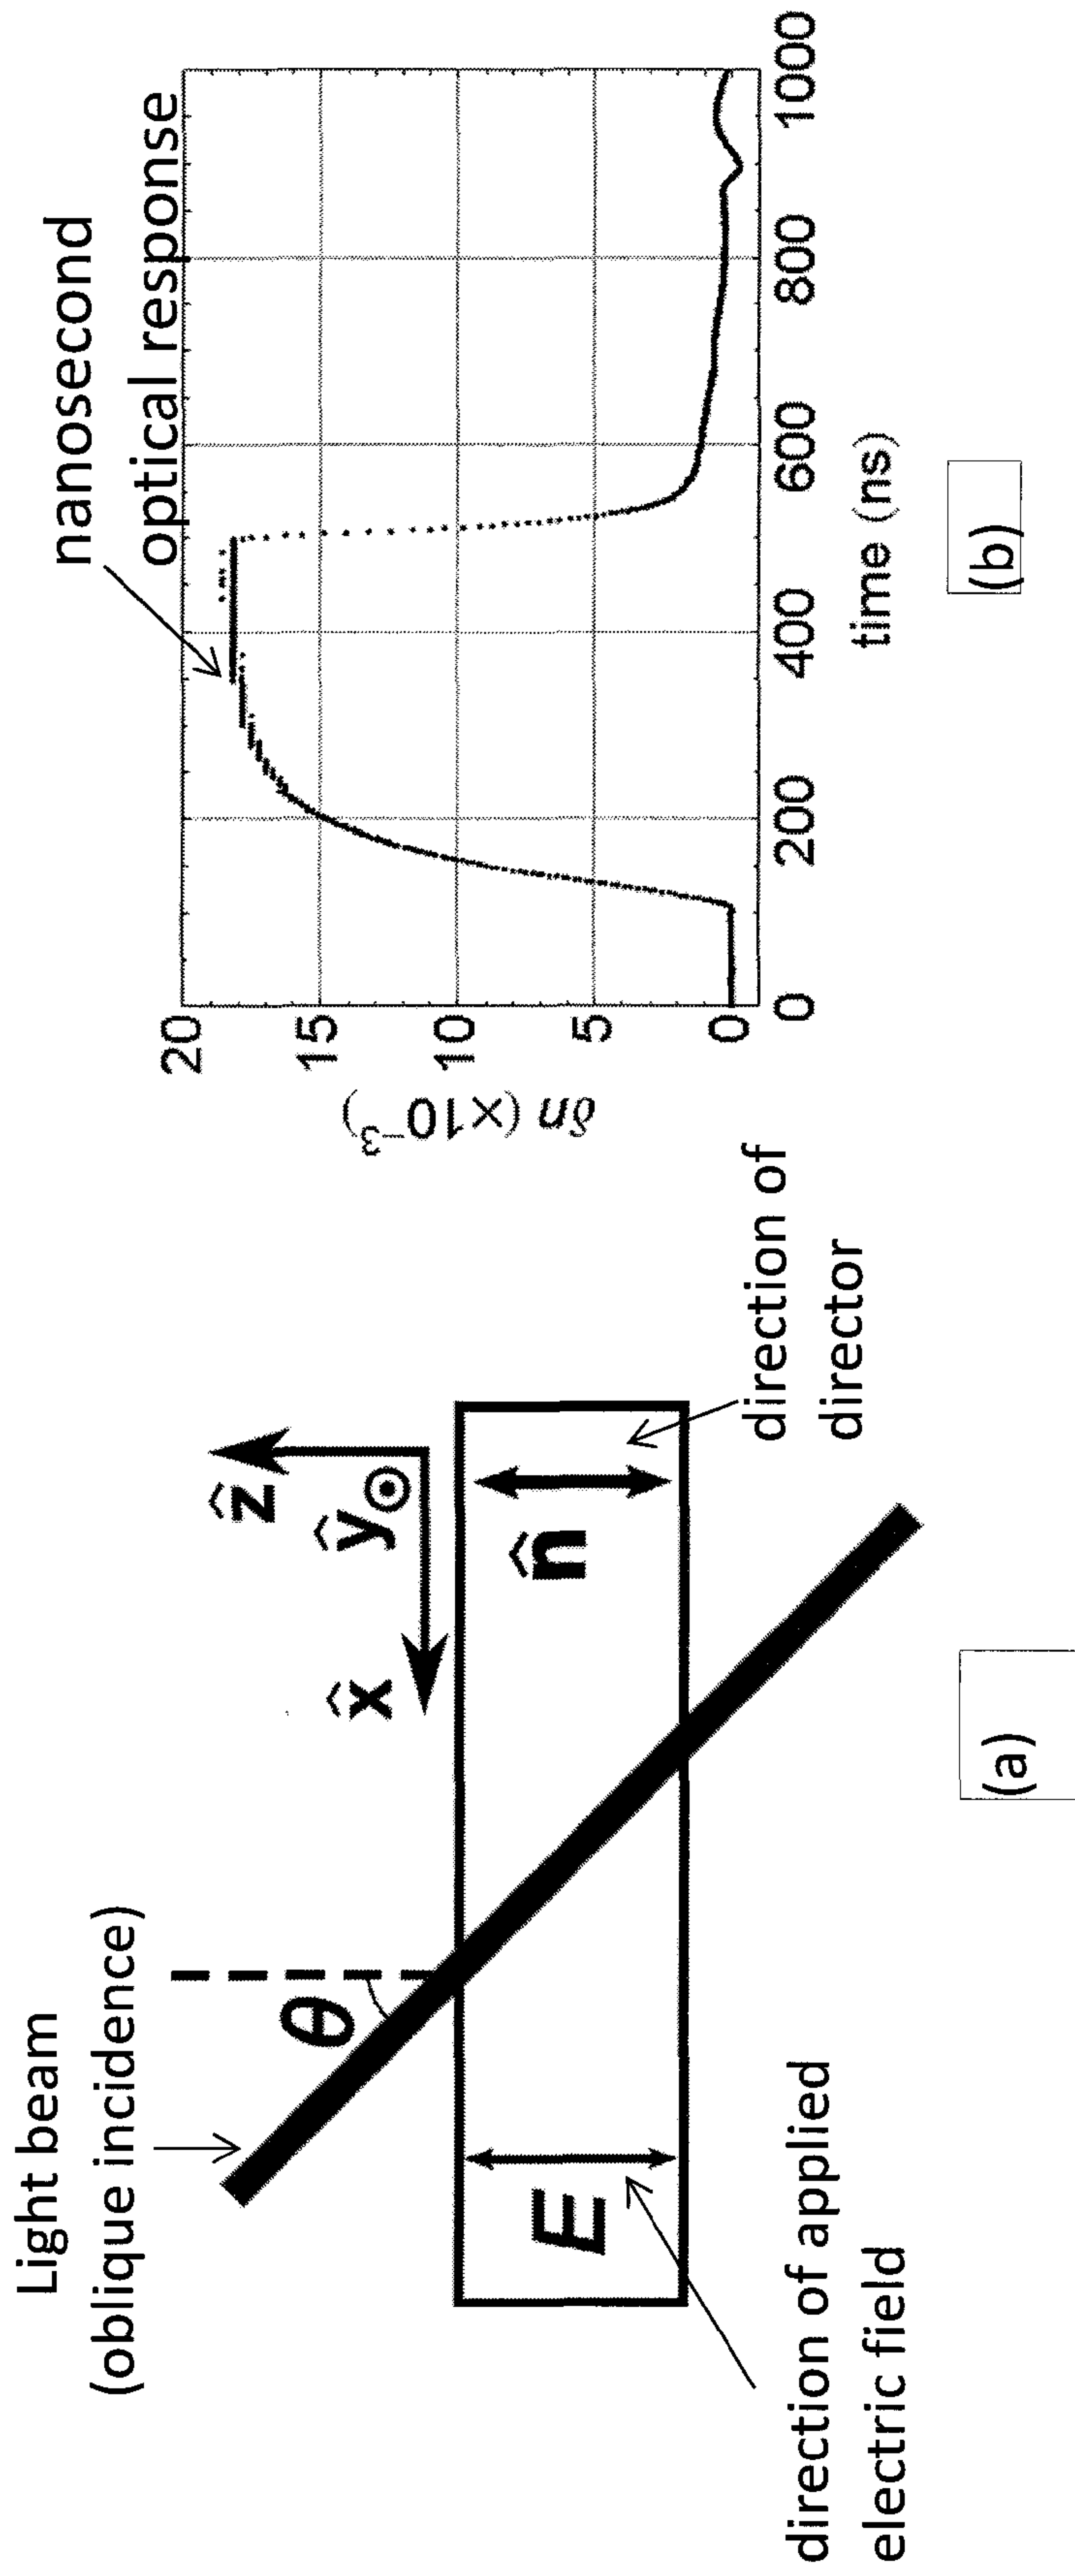 Light beam
(oblique incidence)
θ
x̂
ŷ
ẑ
E
n̂
direction of applied
electric field
direction of
director
(a)
nanosecond
optical response
δn (×10⁻³)
20
15
10
5
0
0 200 400 600 800 1000
time (ns)
(b)